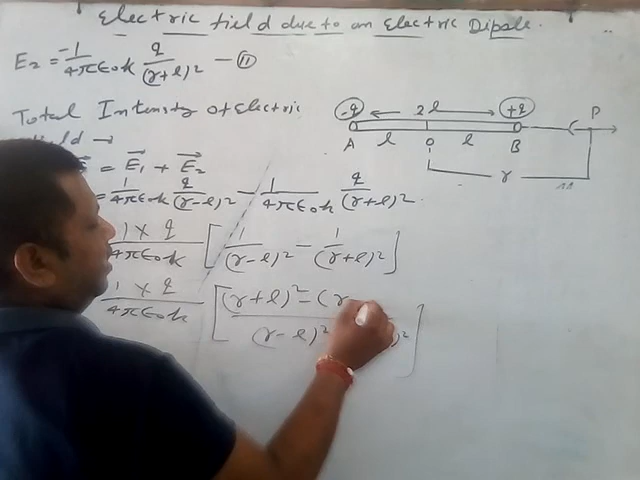 Electric field due to an Electric Dipole.
E2 = -1/4πε0k q/(r+l)² — (11)
Total Intensity of Electric
field →
E = E1 + E2
= 1/4πε0k q/(r-l)² - 1/4πε0k q/(r+l)².
1 × q/4πε0k [1/(r-l)² - 1/(r+l)²]
1 × q/4πε0k [(r+l)² - (r
(r-l)² )²]
-q ← 2l → +q P
A l O l B
r